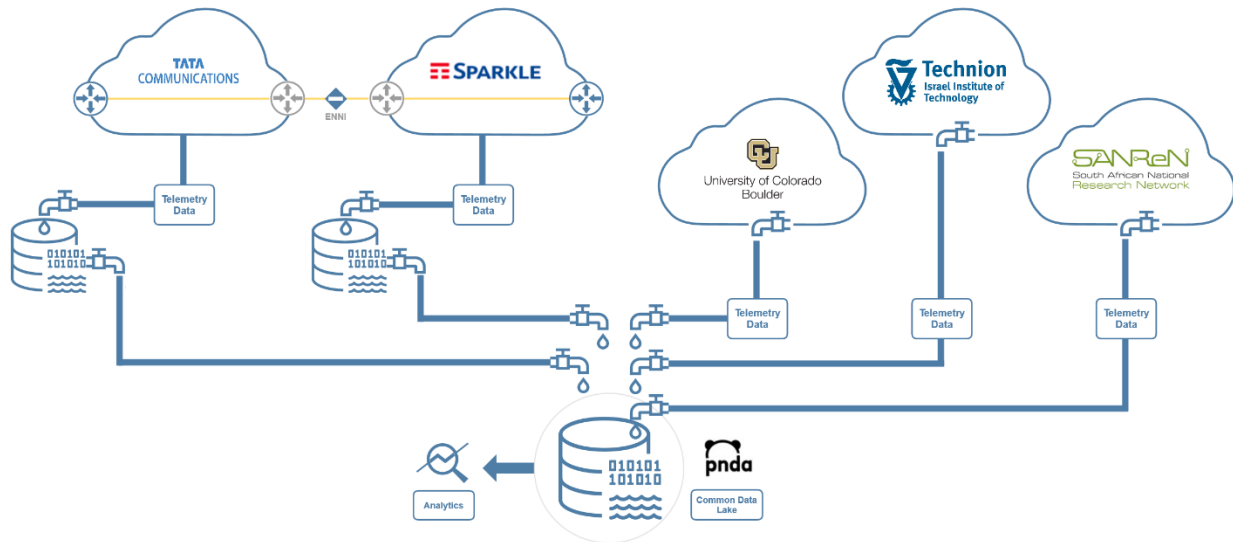 TATA
COMMUNICATIONS
SPARKLE
ENNI
Technion
Israel Institute of
Technology
CU
University of Colorado
Boulder
SANReN
South African National
Research Network
Telemetry
Data
Telemetry
Data
010101
101010
010101
101010
Telemetry
Data
Telemetry
Data
Telemetry
Data
010101
101010
pnda
Analytics
Common Data
Lake